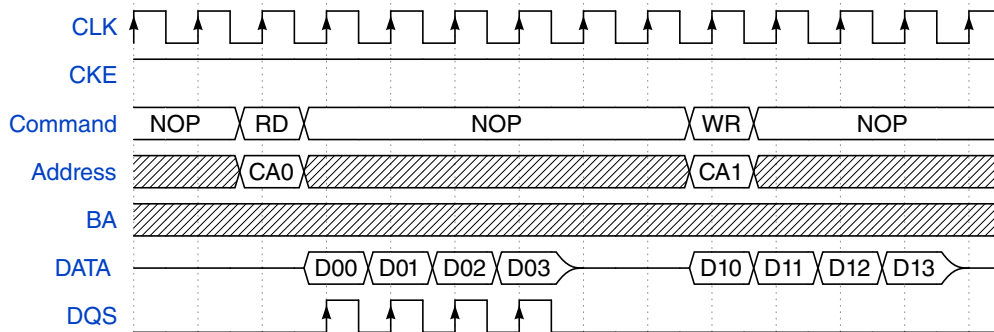 CLK
CKE
Command NOP RD NOP WR NOP
Address CA0 CA1
BA
DATA D00 D01 D02 D03 D10 D11 D12 D13
DQS